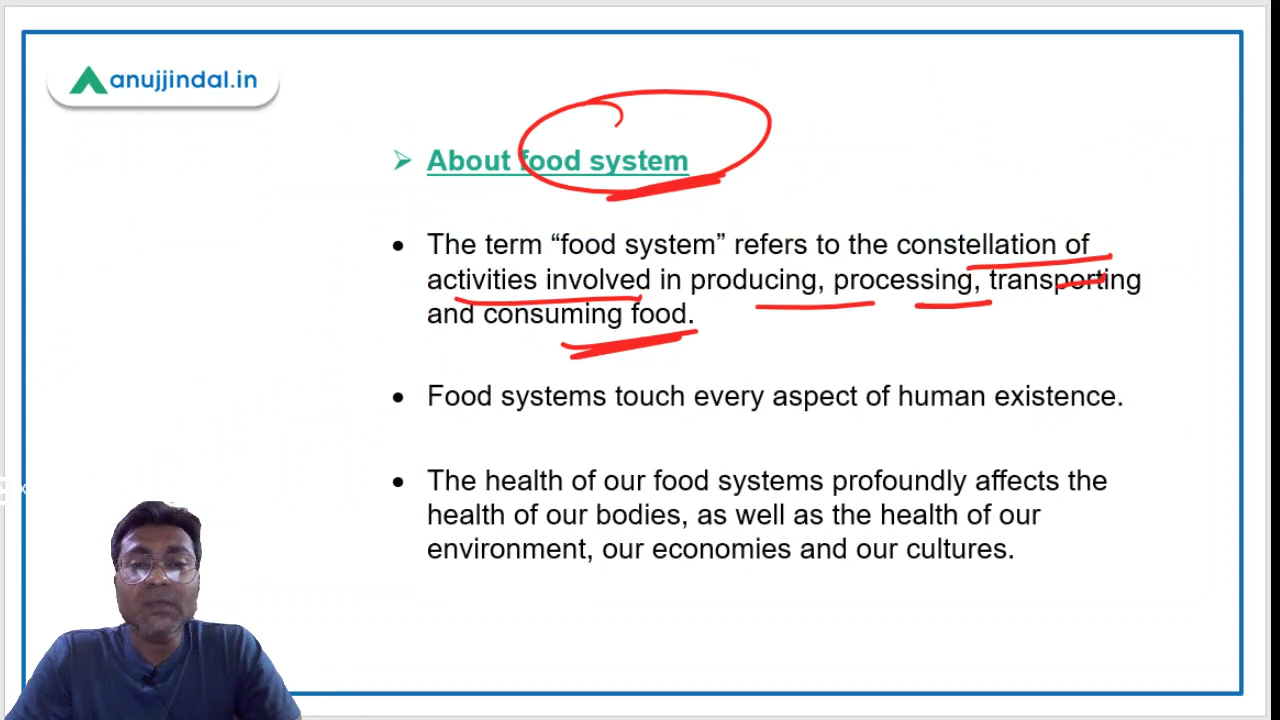 anujjindal.in
About food system
The term “food system” refers to the constellation of
activities involved in producing, processing, transporting
and consuming food.
Food systems touch every aspect of human existence.
The health of our food systems profoundly affects the
health of our bodies, as well as the health of our
environment, our economies and our cultures.